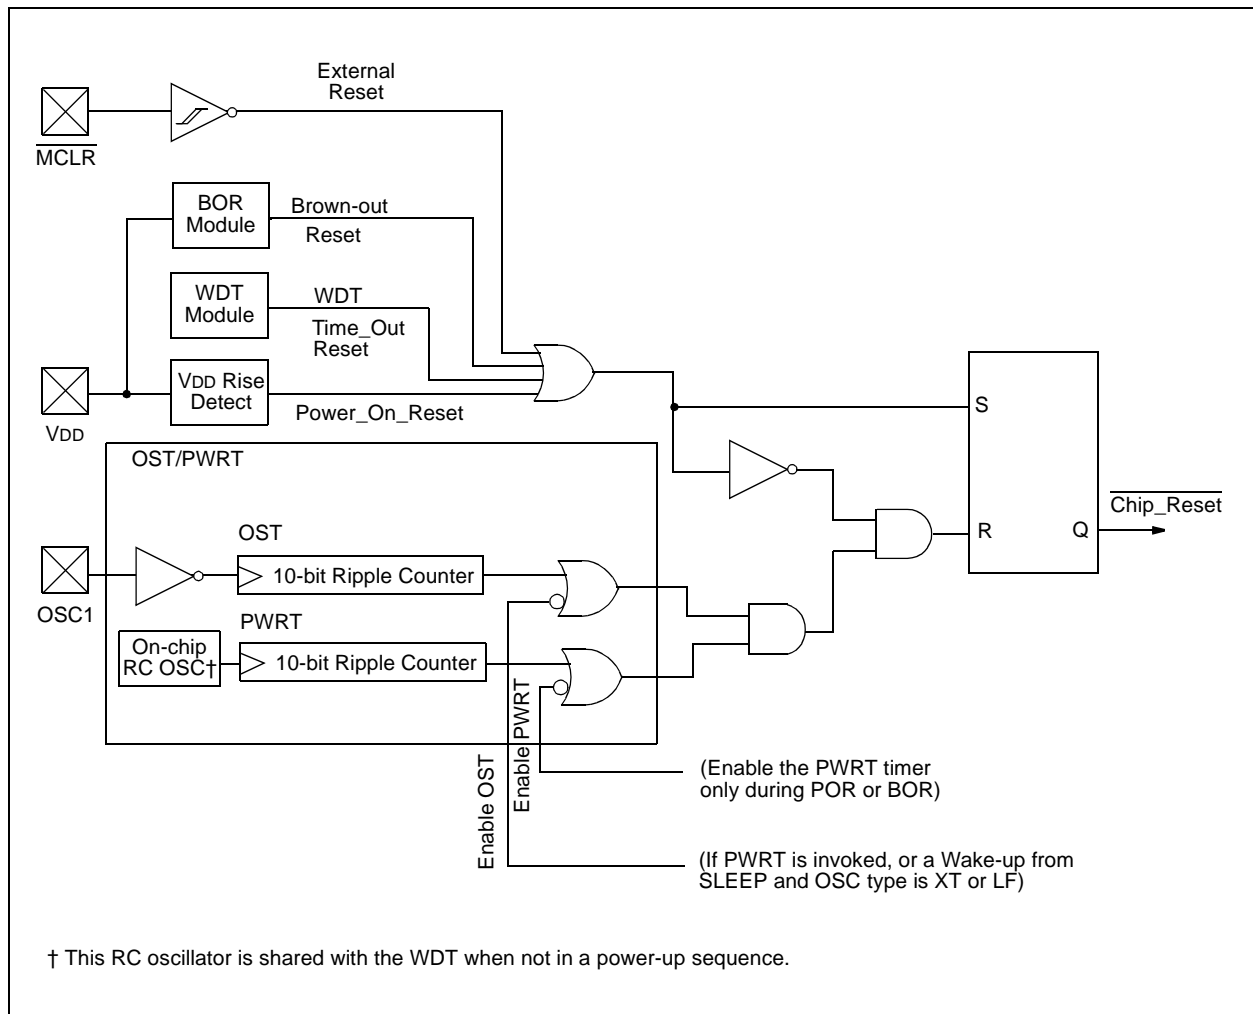 External
Reset
MCLR
BOR
Module
Brown-out
Reset
WDT
Module
WDT
Time_Out
Reset
VDD Rise
Detect
Power_On_Reset
VDD
S
R
Q
Chip_Reset
OST/PWRT
OST
10-bit Ripple Counter
OSC1
PWRT
On-chip
RC OSC†
10-bit Ripple Counter
Enable OST
Enable PWRT
(Enable the PWRT timer
only during POR or BOR)
(If PWRT is invoked, or a Wake-up from
SLEEP and OSC type is XT or LF)
† This RC oscillator is shared with the WDT when not in a power-up sequence.